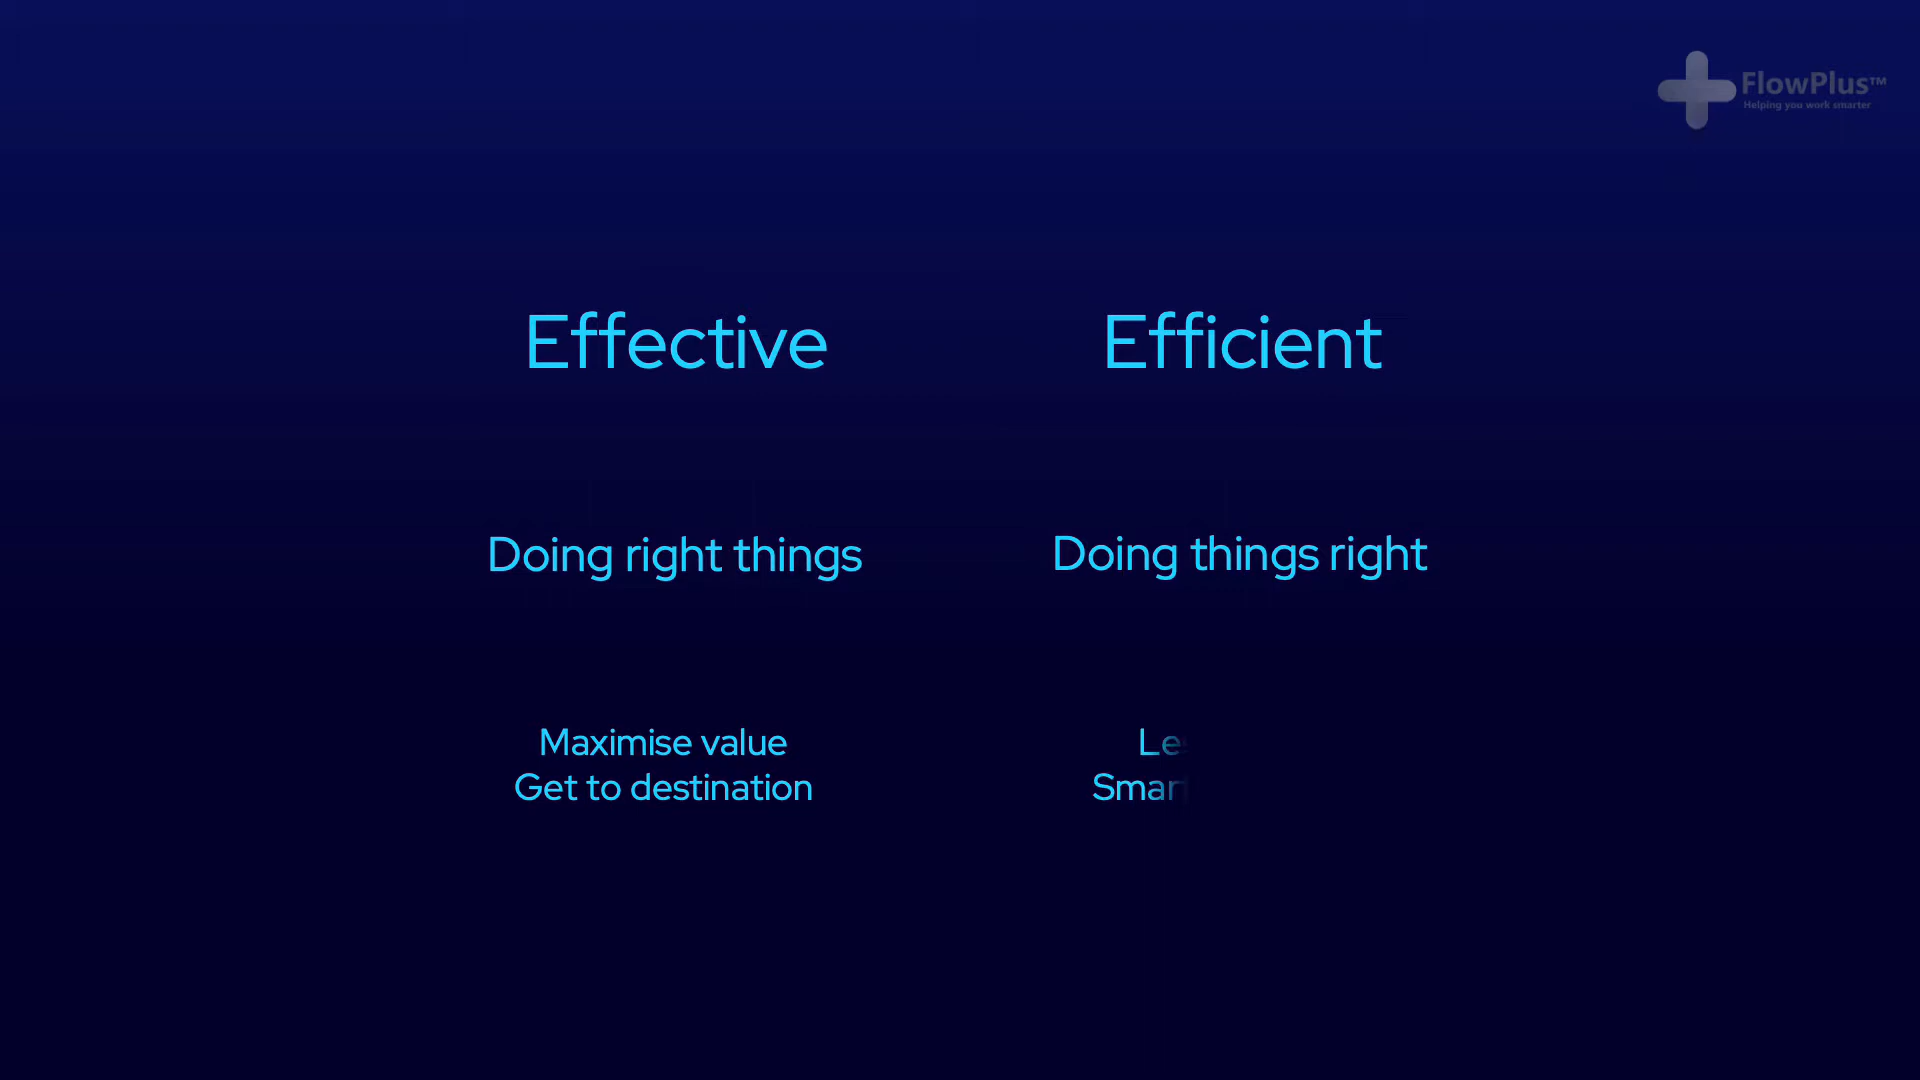 FlowPlus™
Helping you work smarter
Effective
Efficient
Doing right things
Doing things right
Maximise value
Get to destination